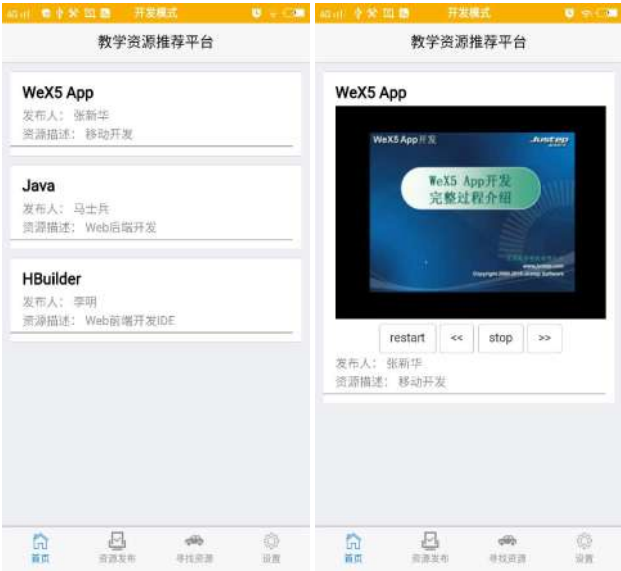 4G 开发模式
教学资源推荐平台
WeX5 App
发布人： 张新华
资源描述： 移动开发
Java
发布人： 马士兵
资源描述： Web后端开发
HBuilder
发布人： 李明
资源描述： Web前端开发IDE
首页 资源发布 寻找资源 设置
4G 开发模式
教学资源推荐平台
WeX5 App
WeX5 App开发 Justep
WeX5 App开发
完整过程介绍
www.justep.com
restart << stop >>
发布人： 张新华
资源描述： 移动开发
首页 资源发布 寻找资源 设置